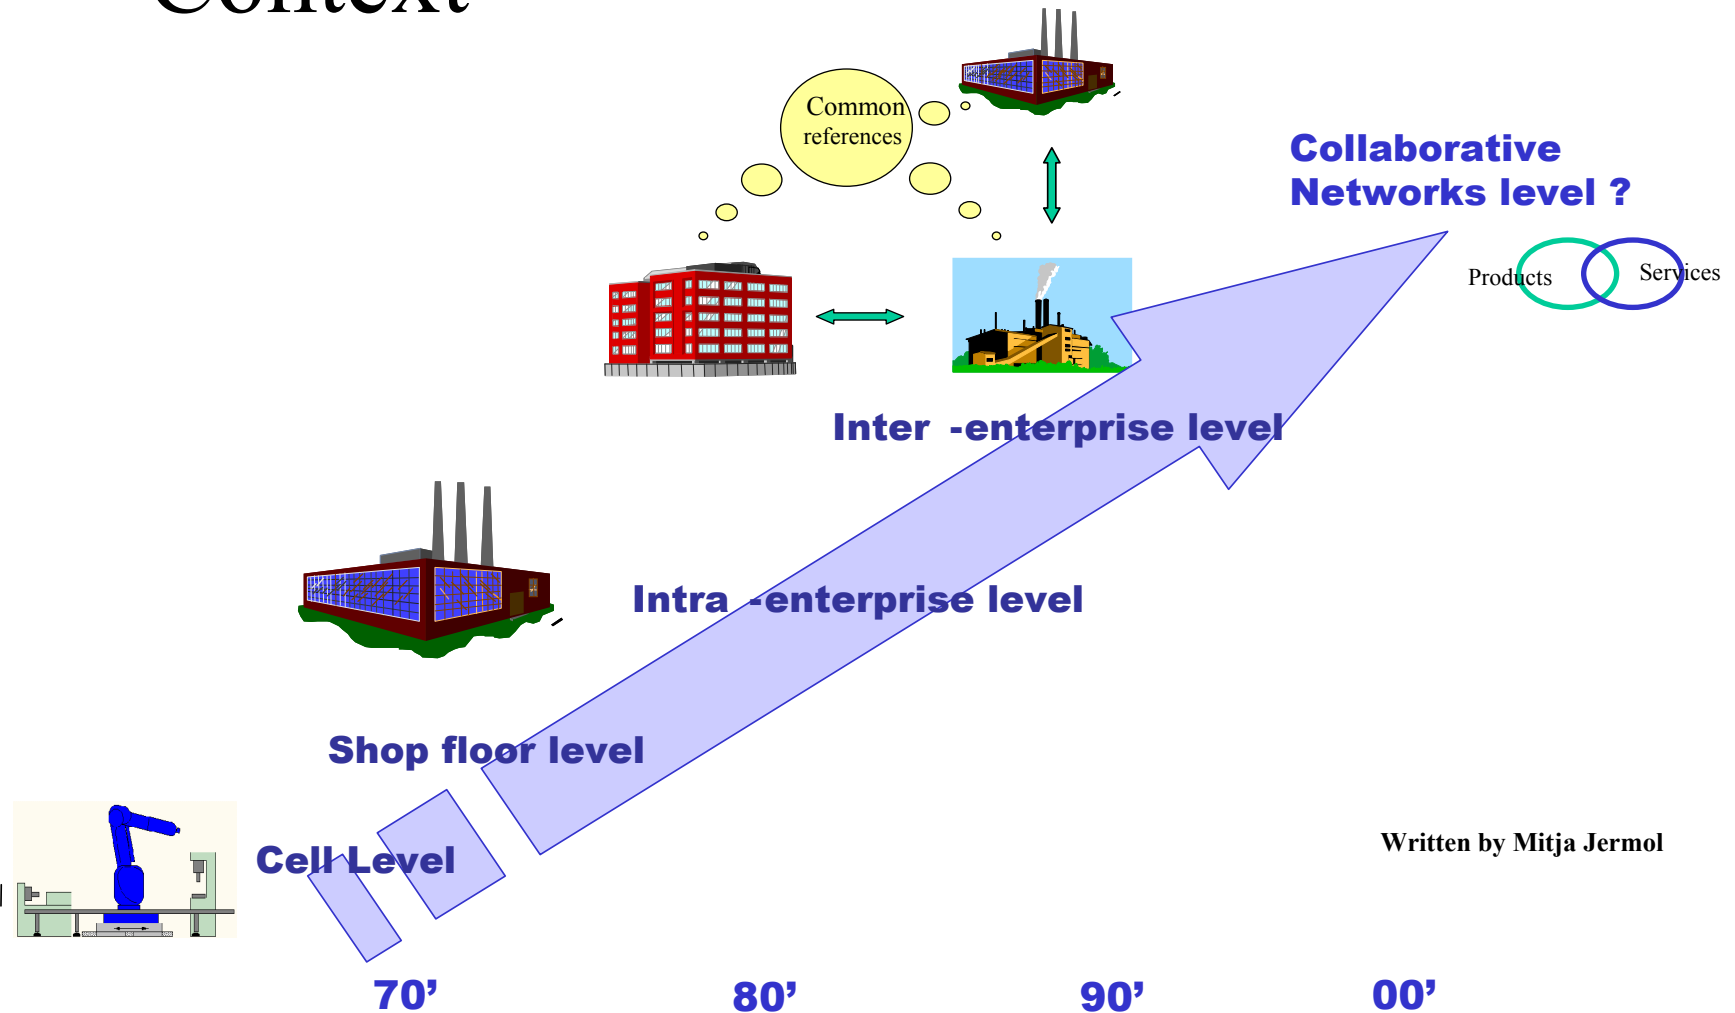 Context
Common
references
Collaborative
Networks level ?
Products
Services
Inter -enterprise level
Intra -enterprise level
Shop floor level
Cell Level
Written by Mitja Jermol
70’
80’
90’
00’